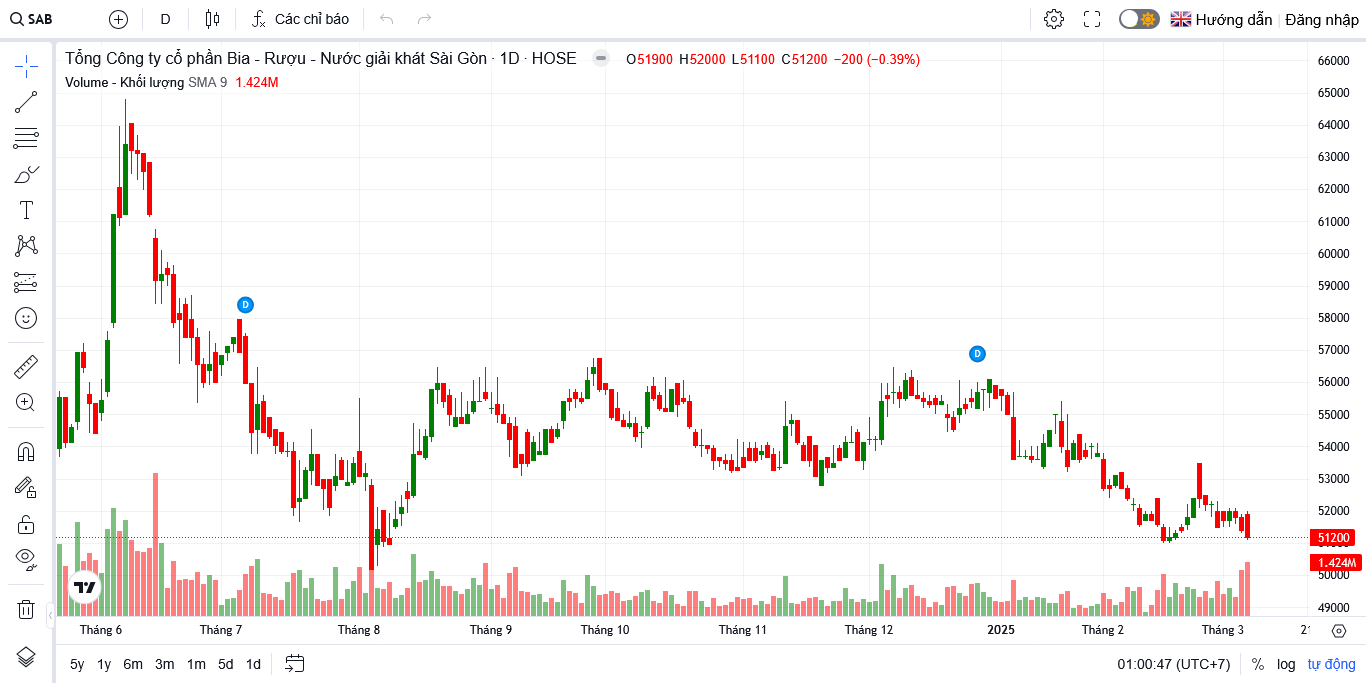 SAB D Các chỉ báo Hướng dẫn Đăng nhập
Tổng Công ty cổ phần Bia - Rượu - Nước giải khát Sài Gòn · 1D · HOSE O51900 H52000 L51100 C51200 −200 (−0.39%)
Volume - Khối lượng SMA 9 1.424M
66000
65000
64000
63000
62000
61000
60000
59000
58000
D
57000
D
56000
55000
54000
53000
52000
51200
1.424M
50000
49000
Tháng 6 Tháng 7 Tháng 8 Tháng 9 Tháng 10 Tháng 11 Tháng 12 2025 Tháng 2 Tháng 3 21
5y 1y 6m 3m 1m 5d 1d 01:00:47 (UTC+7) % log tự động